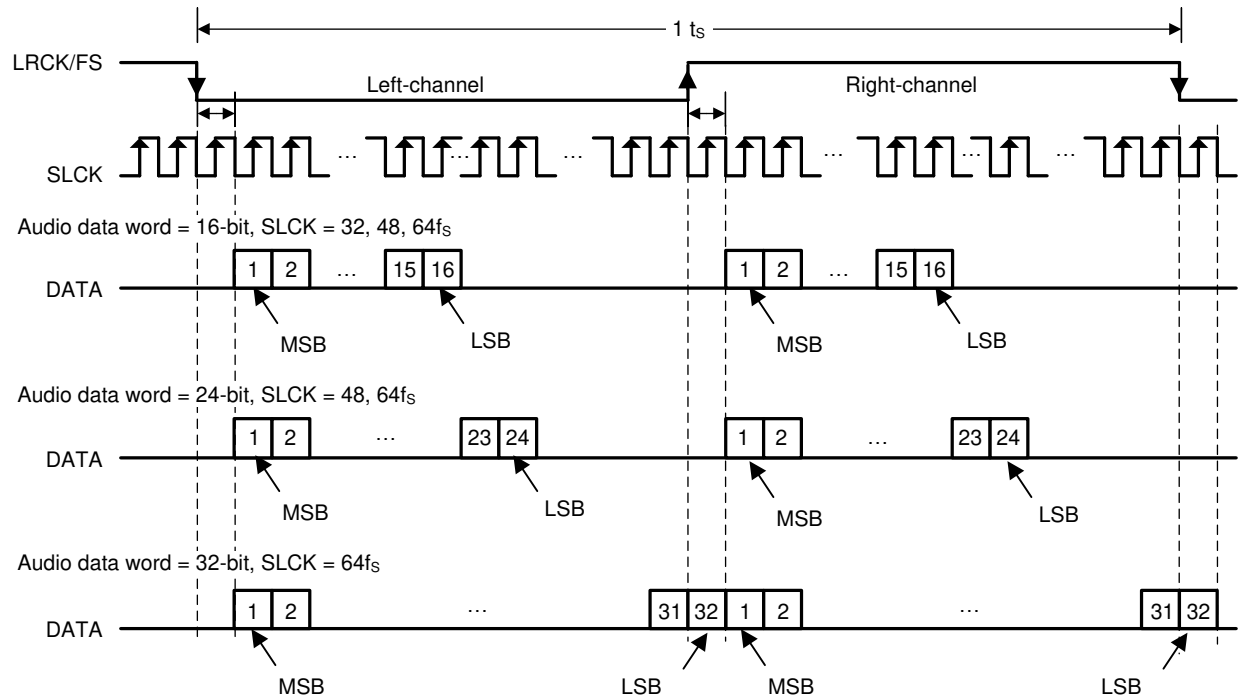 1 tS
LRCK/FS
Left-channel
Right-channel
... ... ... ... ... ...
SLCK
Audio data word = 16-bit, SLCK = 32, 48, 64fS
1 2 ... 15 16 1 2 ... 15 16
DATA
MSB LSB MSB LSB
Audio data word = 24-bit, SLCK = 48, 64fS
1 2 ... 23 24 1 2 ... 23 24
DATA
MSB LSB MSB LSB
Audio data word = 32-bit, SLCK = 64fS
1 2 ... 31 32 1 2 ... 31 32
DATA
MSB LSB MSB LSB